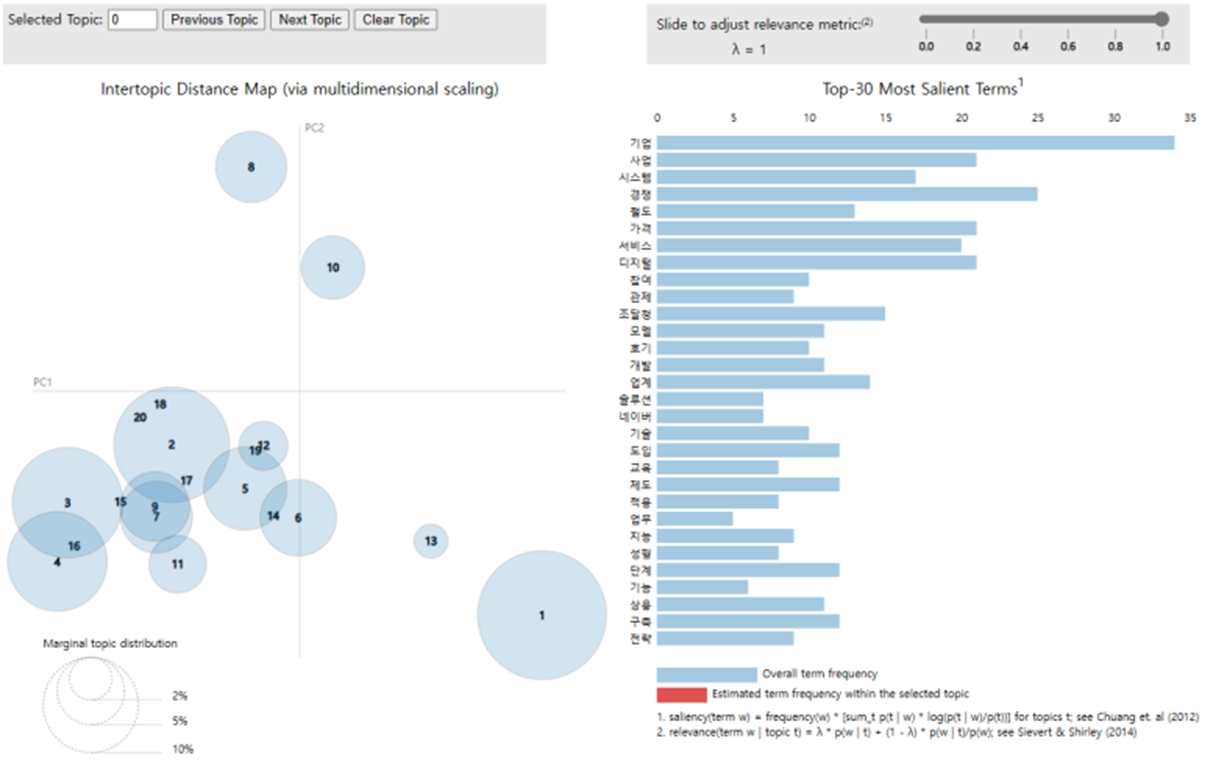 Selected Topic: 0 Previous Topic Next Topic Clear Topic
Slide to adjust relevance metric:(2)
λ = 1
0.0 0.2 0.4 0.6 0.8 1.0
Intertopic Distance Map (via multidimensional scaling)
PC2
PC1
8
10
18
20
2
12
19
17
5
3
15
9
7
14
6
16
4
11
13
1
Marginal topic distribution
2%
5%
10%
Top-30 Most Salient Terms1
0 5 10 15 20 25 30 35
기업
사업
시스템
경쟁
철도
가격
서비스
디지털
참여
관제
조달청
모델
호기
개발
업계
솔루션
네이버
기술
도입
교육
제도
적용
업무
지능
성필
단계
기능
상용
구축
전략
Overall term frequency
Estimated term frequency within the selected topic
1. saliency(term w) = frequency(w) * [sum_t p(t | w) * log(p(t | w)/p(t))] for topics t; see Chuang et. al (2012)
2. relevance(term w | topic t) = λ * p(w | t) + (1 - λ) * p(w | t)/p(w); see Sievert & Shirley (2014)